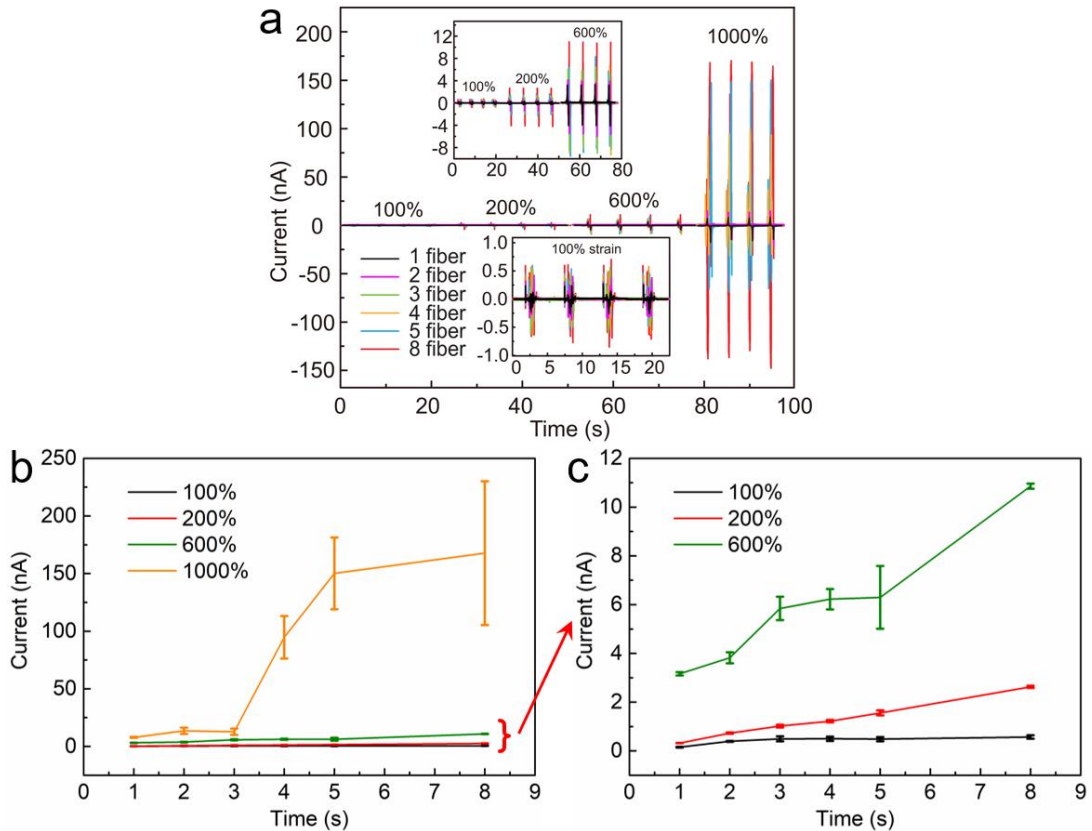 a
200
150
100
50
0
-50
-100
-150
Current (nA)
0 20 40 60 80 100
Time (s)
100% 200% 600% 1000%
12
8
4
0
-4
-8
100% 200% 600%
0 20 40 60 80
1 fiber
2 fiber
3 fiber
4 fiber
5 fiber
8 fiber
100% strain
1.0
0.5
0.0
-0.5
-1.0
0 5 10 15 20
b
250
200
150
100
50
0
Current (nA)
100%
200%
600%
1000%
}
0 1 2 3 4 5 6 7 8 9
Time (s)
c
12
10
8
6
4
2
0
Current (nA)
100%
200%
600%
0 1 2 3 4 5 6 7 8 9
Time (s)